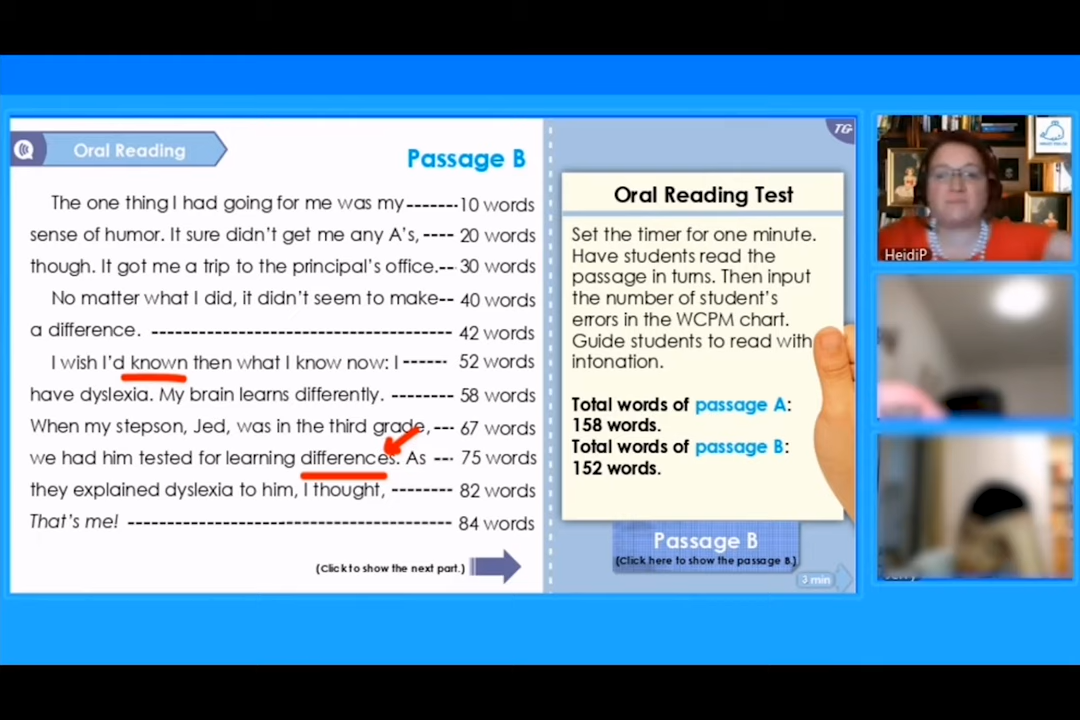 Oral Reading
Passage B
The one thing I had going for me was my -------10 words
sense of humor. It sure didn't get me any A's, ---- 20 words
though. It got me a trip to the principal's office.-- 30 words
No matter what I did, it didn't seem to make-- 40 words
a difference. ----------------------------------- 42 words
I wish I'd known then what I know now: I ------ 52 words
have dyslexia. My brain learns differently. -------- 58 words
When my stepson, Jed, was in the third grade, --- 67 words
we had him tested for learning differences. As --- 75 words
they explained dyslexia to him, I thought, -------- 82 words
That's me! -------------------------------------- 84 words
(Click to show the next part.)
TG
Oral Reading Test
Set the timer for one minute.
Have students read the
passage in turns. Then input
the number of student's
errors in the WCPM chart.
Guide students to read with
intonation.
Total words of passage A:
158 words.
Total words of passage B:
152 words.
Passage B
(Click here to show the passage B.)
3 min
HeidiP